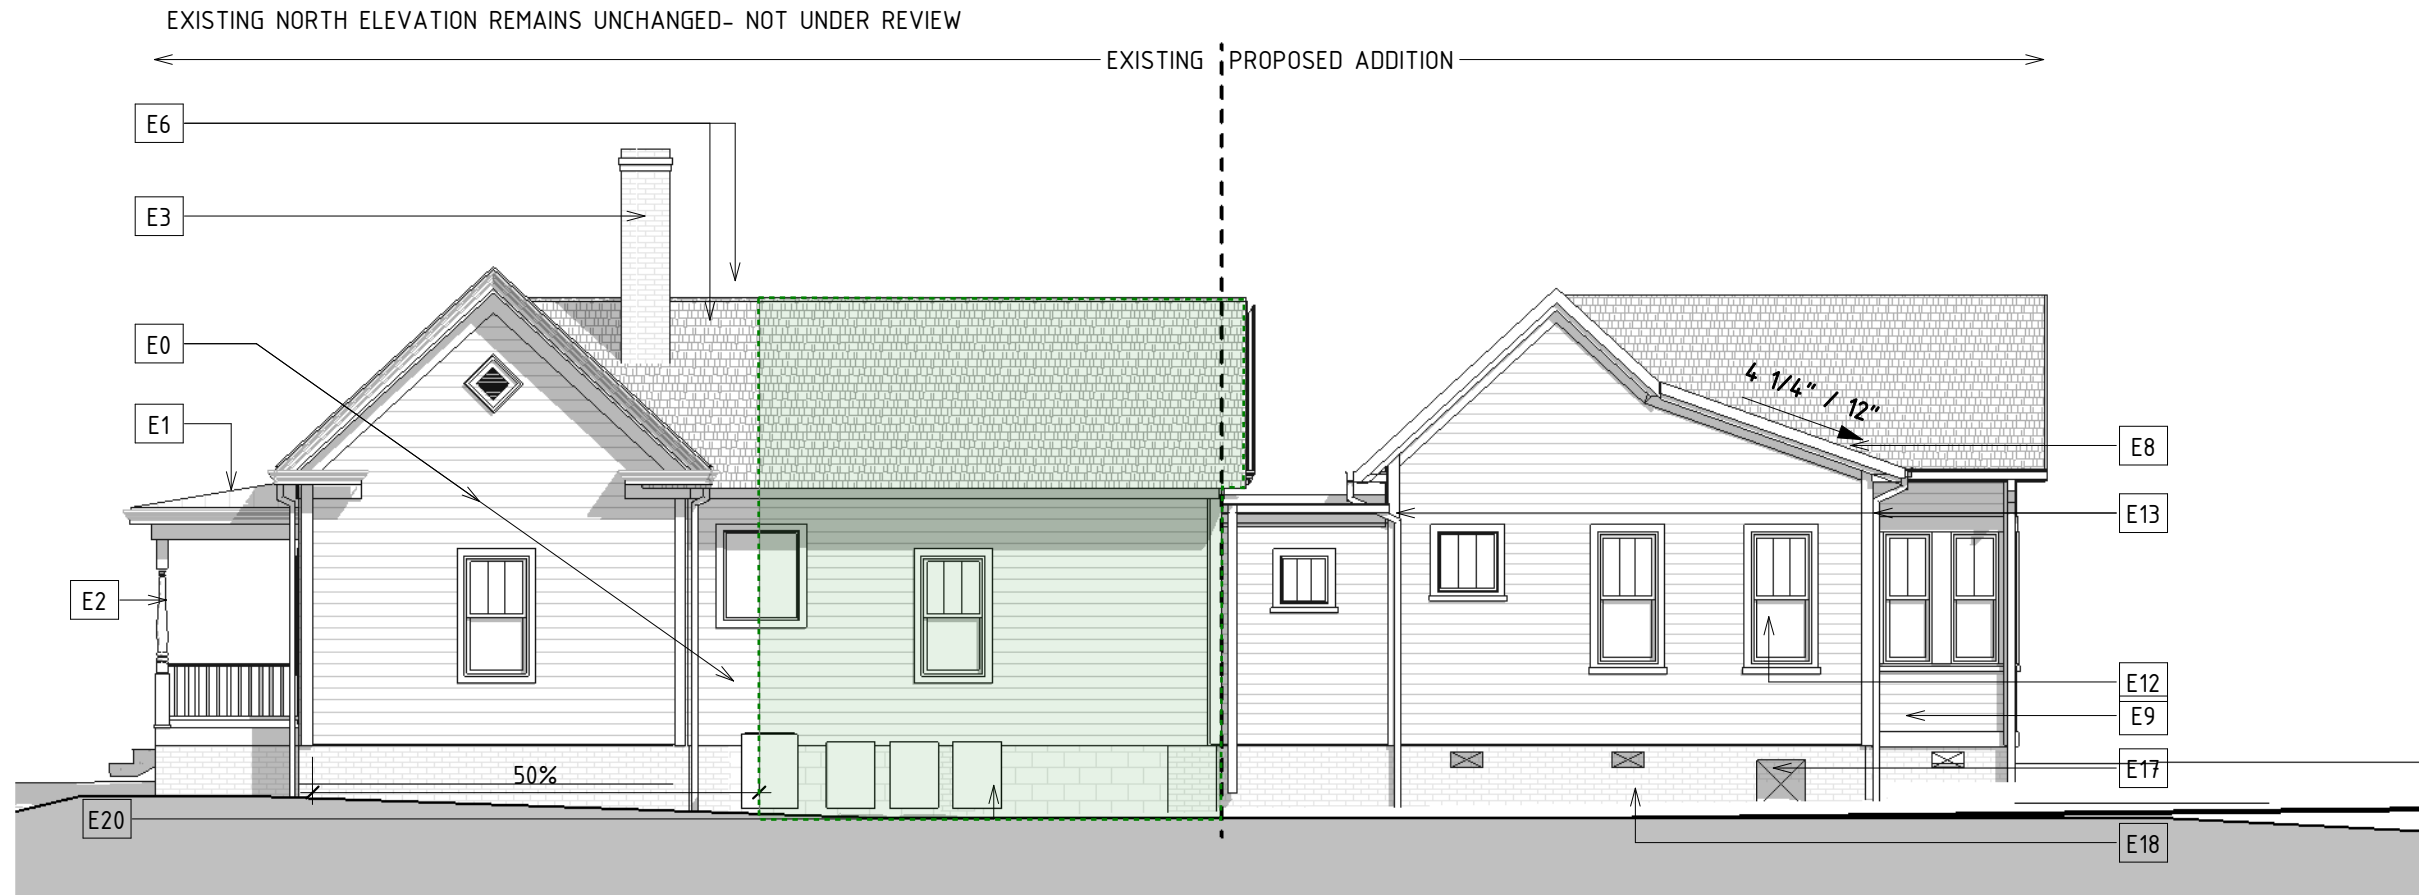 EXISTING NORTH ELEVATION REMAINS UNCHANGED- NOT UNDER REVIEW
EXISTING PROPOSED ADDITION
E6
E3
E0
E1
4 1/4" / 12"
E8
E13
E2
E12
E9
50%
E17
E20
E18